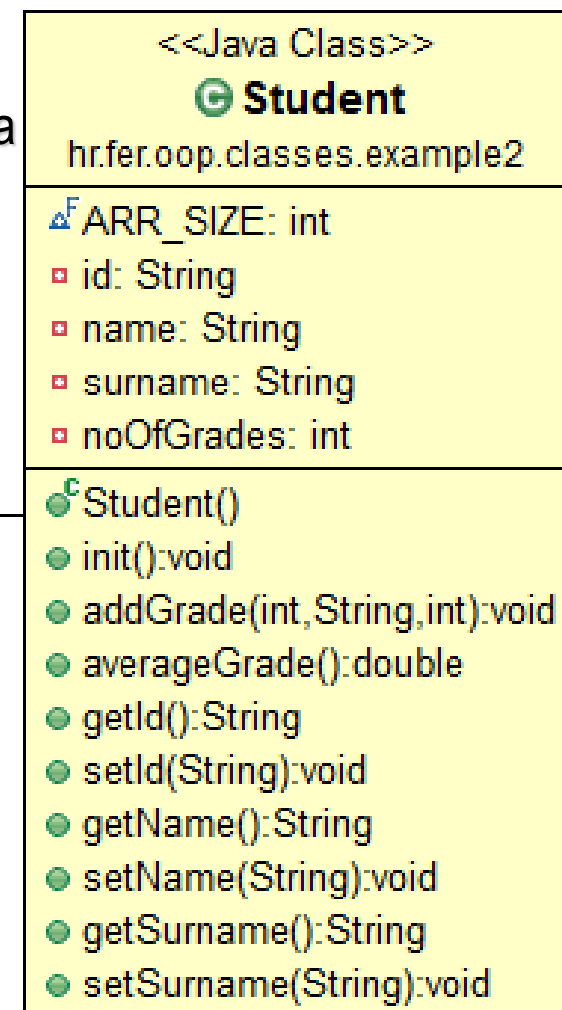 <<Java Class>>
C Student
a
hr.fer.oop.classes.example2
F ARR_SIZE: int
id: String
name: String
surname: String
noOfGrades: int
C Student()
init():void
addGrade(int,String,int):void
averageGrade():double
getId():String
setId(String):void
getName():String
setName(String):void
getSurname():String
setSurname(String):void